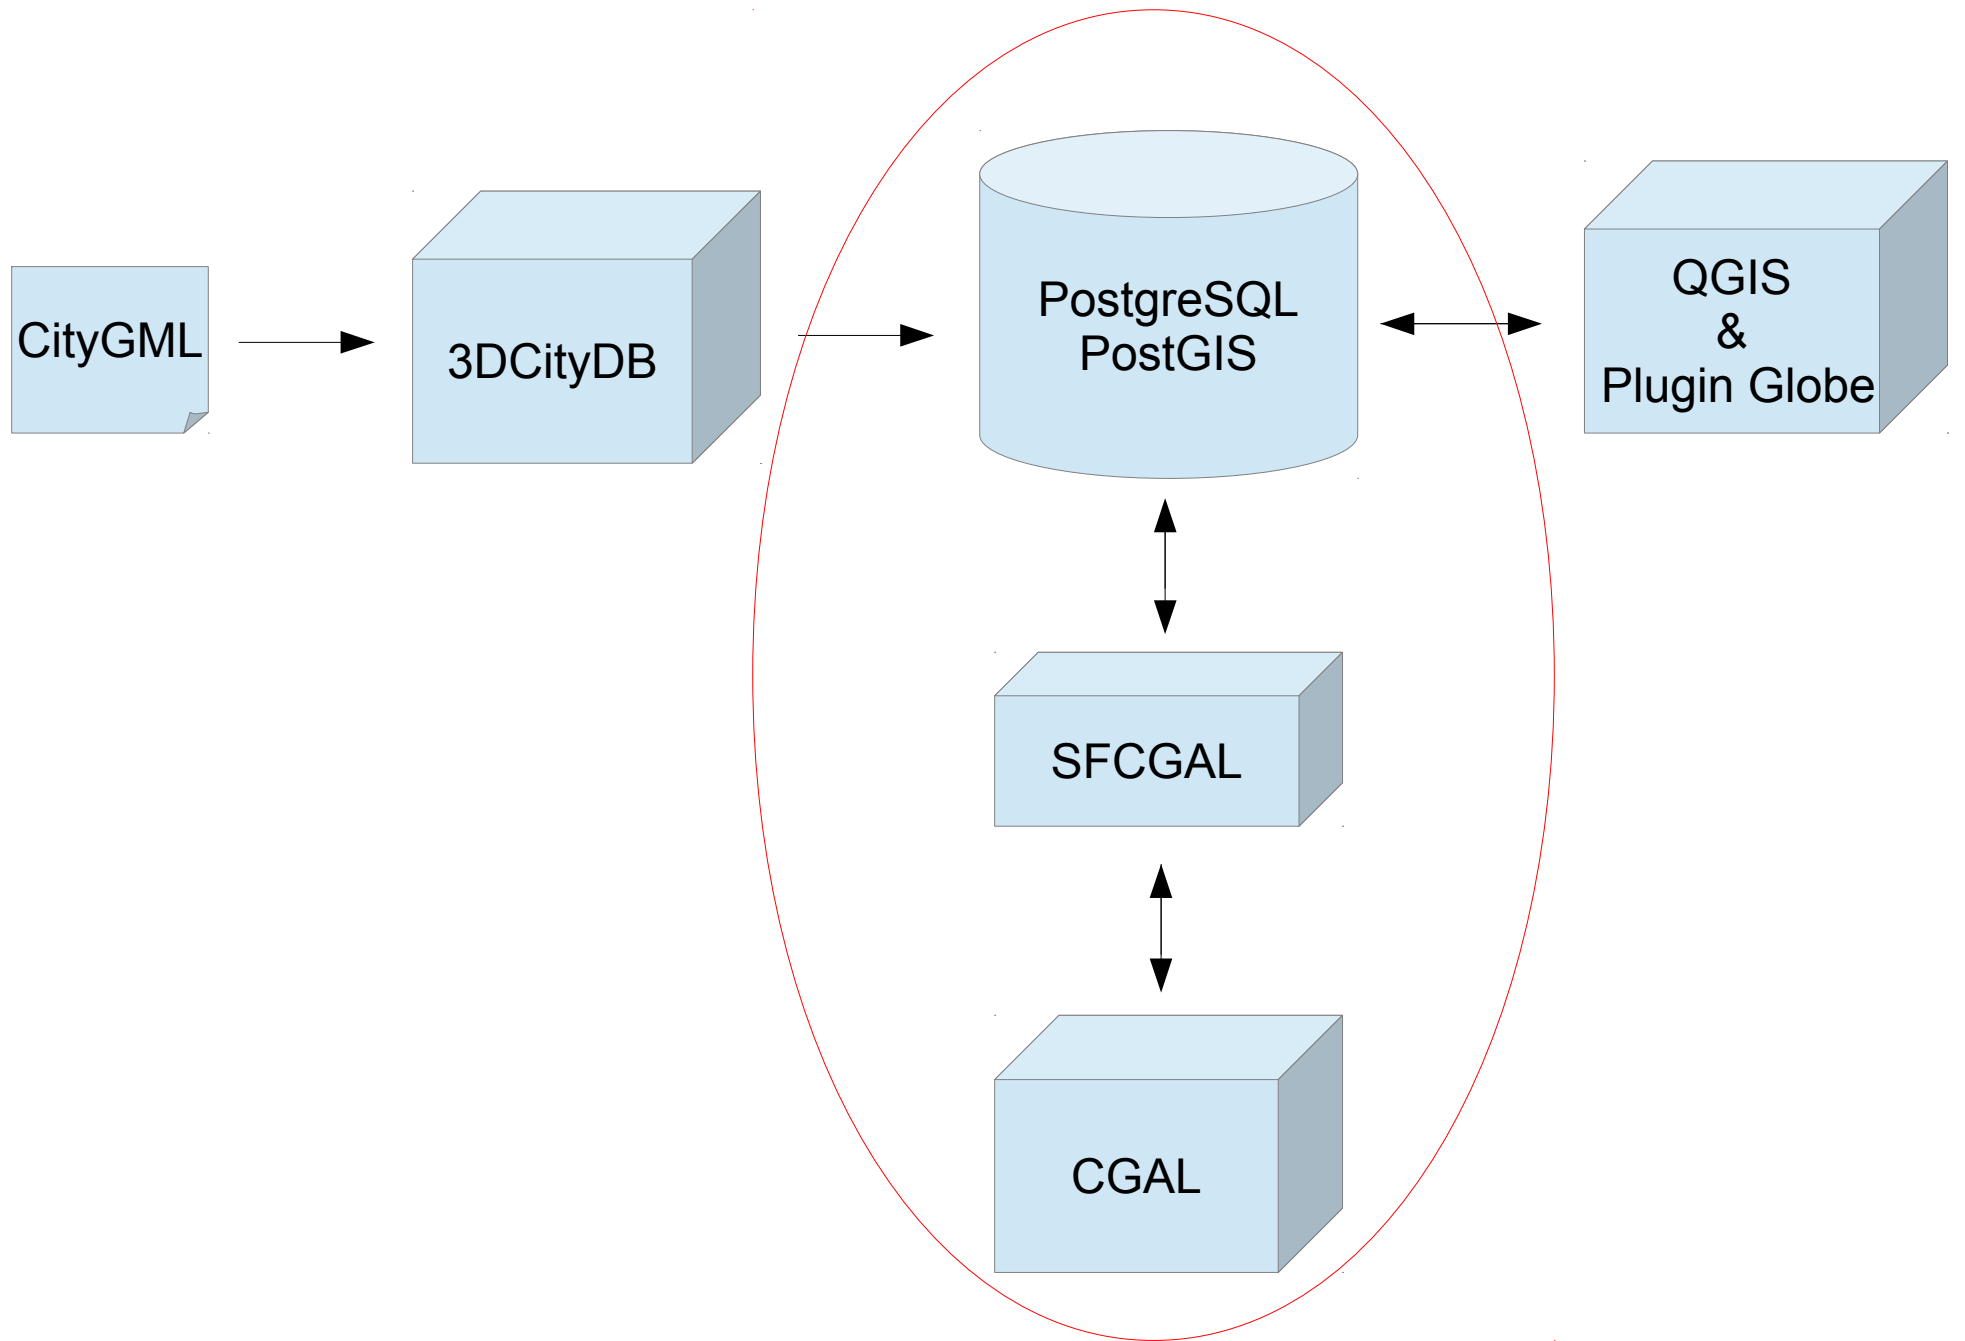 CityGML
3DCityDB
PostgreSQL
PostGIS
QGIS
&
Plugin Globe
SFCGAL
CGAL